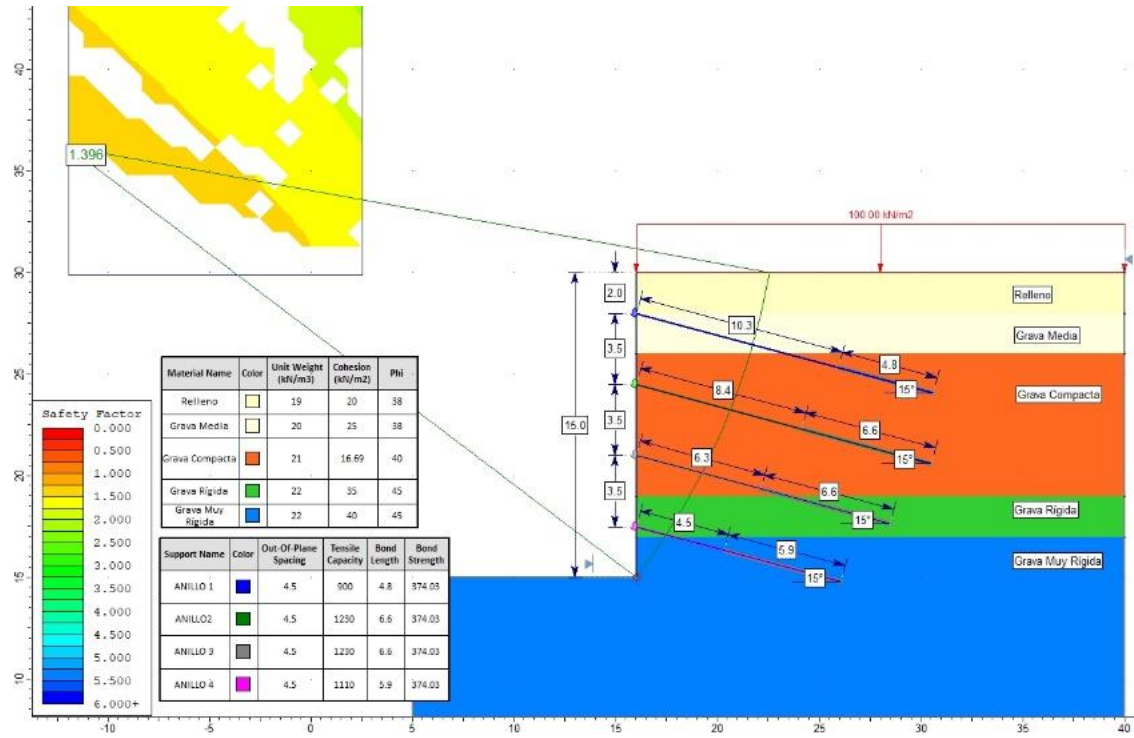 40
35
30
25
20
15
10
1.396
100.00 kN/m2
Relleno
Grava Media
Grava Compacta
Grava Rígida
Grava Muy Rígida
2.0
3.5
3.5
3.5
15.0
10.3
4.8
15°
8.4
6.6
15°
6.3
6.6
15°
4.5
5.9
15°
Material Name Color Unit Weight (kN/m3) Cohesion (kN/m2) Phi
Relleno 19 20 38
Grava Media 20 25 38
Grava Compacta 21 16.69 40
Grava Rígida 22 35 45
Grava Muy Rígida 22 40 45
Support Name Color Out-Of-Plane Spacing Tensile Capacity Bond Length Bond Strength
ANILLO 1 4.5 900 4.8 374.03
ANILLO2 4.5 1230 6.6 374.03
ANILLO 3 4.5 1230 6.6 374.03
ANILLO 4 4.5 1110 5.9 374.03
Safety Factor
0.000
0.500
1.000
1.500
2.000
2.500
3.000
3.500
4.000
4.500
5.000
5.500
6.000+
-10 -5 0 5 10 15 20 25 30 35 40